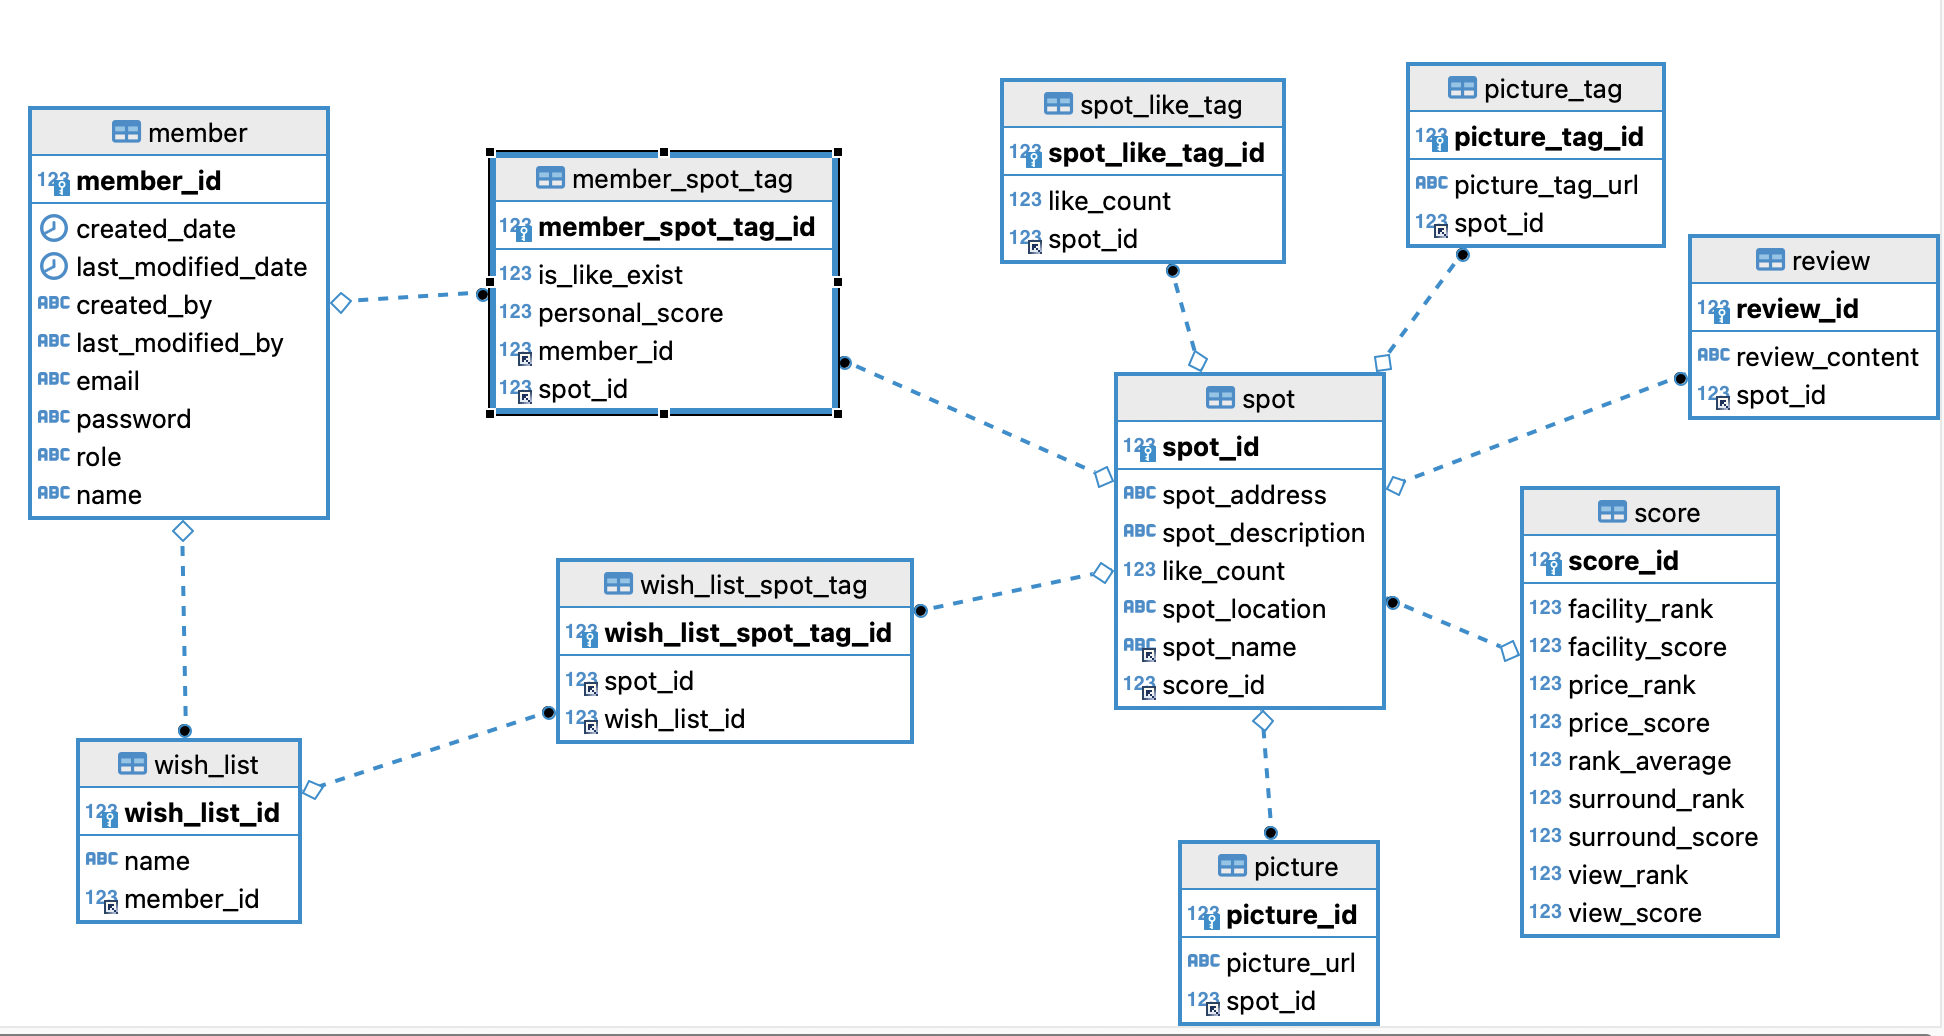 member
123 member_id
created_date
last_modified_date
ABC created_by
ABC last_modified_by
ABC email
ABC password
ABC role
ABC name
member_spot_tag
123 member_spot_tag_id
123 is_like_exist
123 personal_score
123 member_id
123 spot_id
spot_like_tag
123 spot_like_tag_id
123 like_count
123 spot_id
picture_tag
123 picture_tag_id
ABC picture_tag_url
123 spot_id
review
123 review_id
ABC review_content
123 spot_id
spot
123 spot_id
ABC spot_address
ABC spot_description
123 like_count
ABC spot_location
ABC spot_name
123 score_id
score
123 score_id
123 facility_rank
123 facility_score
123 price_rank
123 price_score
123 rank_average
123 surround_rank
123 surround_score
123 view_rank
123 view_score
wish_list_spot_tag
123 wish_list_spot_tag_id
123 spot_id
123 wish_list_id
wish_list
123 wish_list_id
ABC name
123 member_id
picture
123 picture_id
ABC picture_url
123 spot_id